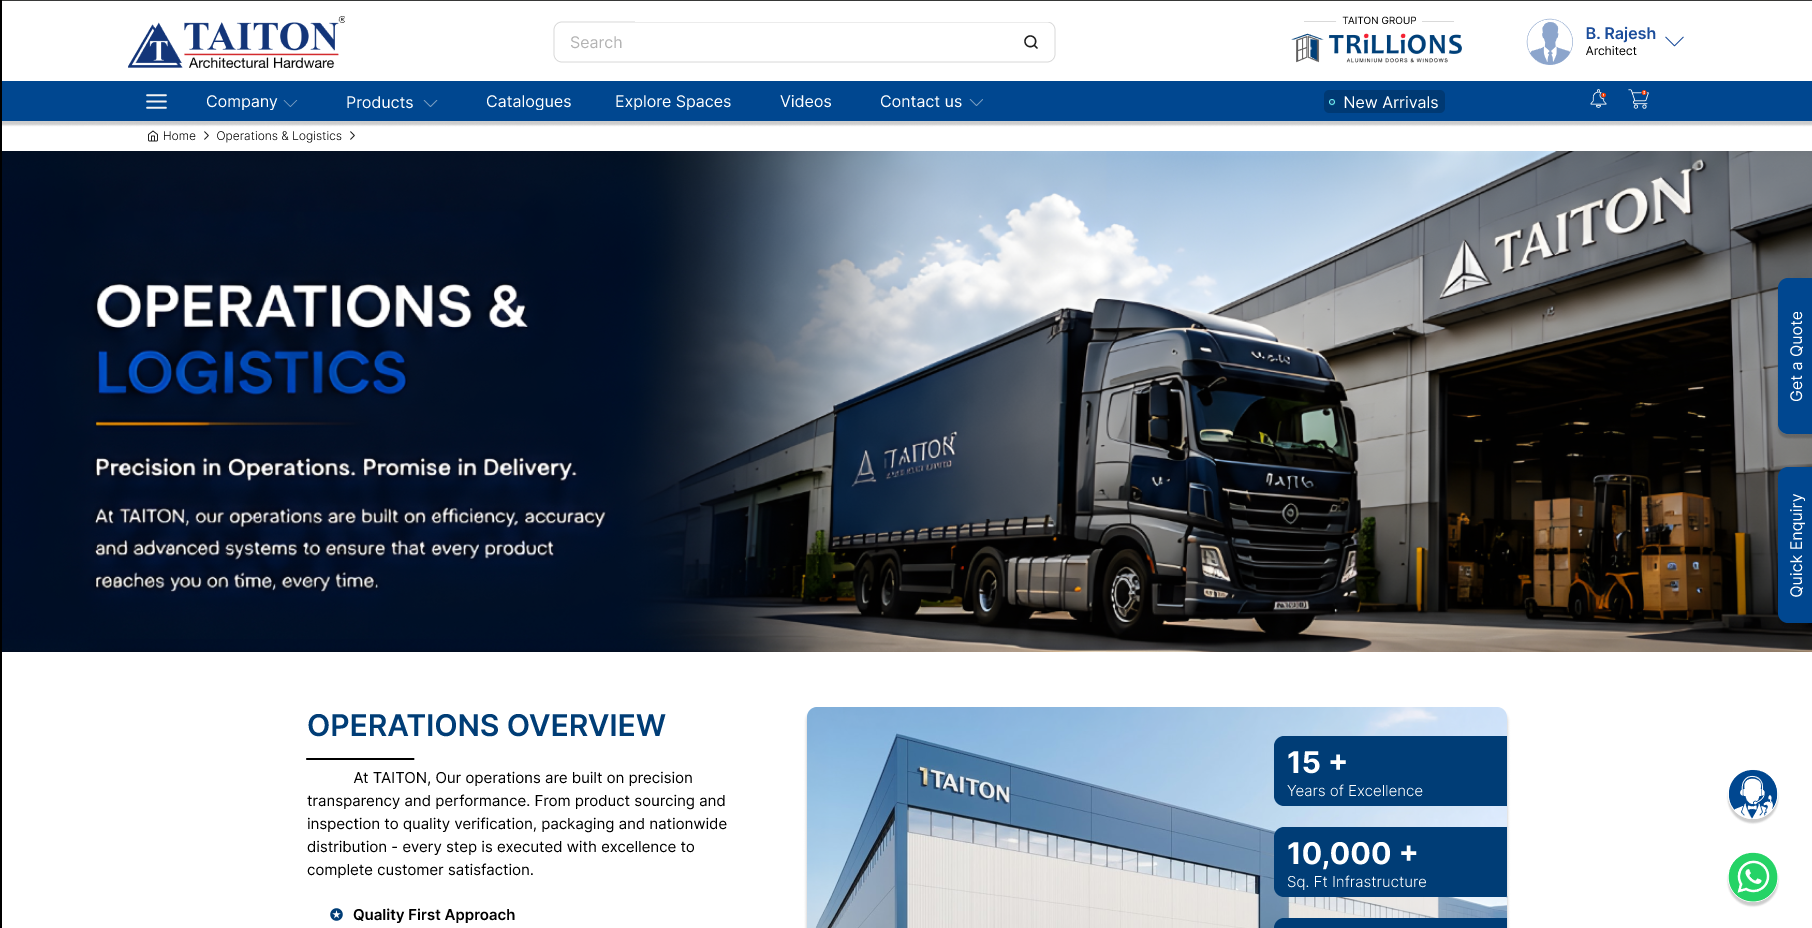 TAITON®
Architectural Hardware
Search
TAITON GROUP
TRiLLiONS
ALUMINIUM DOORS & WINDOWS
B. Rajesh
Architect
Company
Products
Catalogues
Explore Spaces
Videos
Contact us
New Arrivals
Home
Operations & Logistics
TAITON
OPERATIONS &
LOGISTICS
Precision in Operations. Promise in Delivery.
At TAITON, our operations are built on efficiency, accuracy
and advanced systems to ensure that every product
reaches you on time, every time.
TAITON
Get a Quote
Quick Enquiry
OPERATIONS OVERVIEW
At TAITON, Our operations are built on precision
transparency and performance. From product sourcing and
inspection to quality verification, packaging and nationwide
distribution - every step is executed with excellence to
complete customer satisfaction.
Quality First Approach
TAITON
15 +
Years of Excellence
10,000 +
Sq. Ft Infrastructure